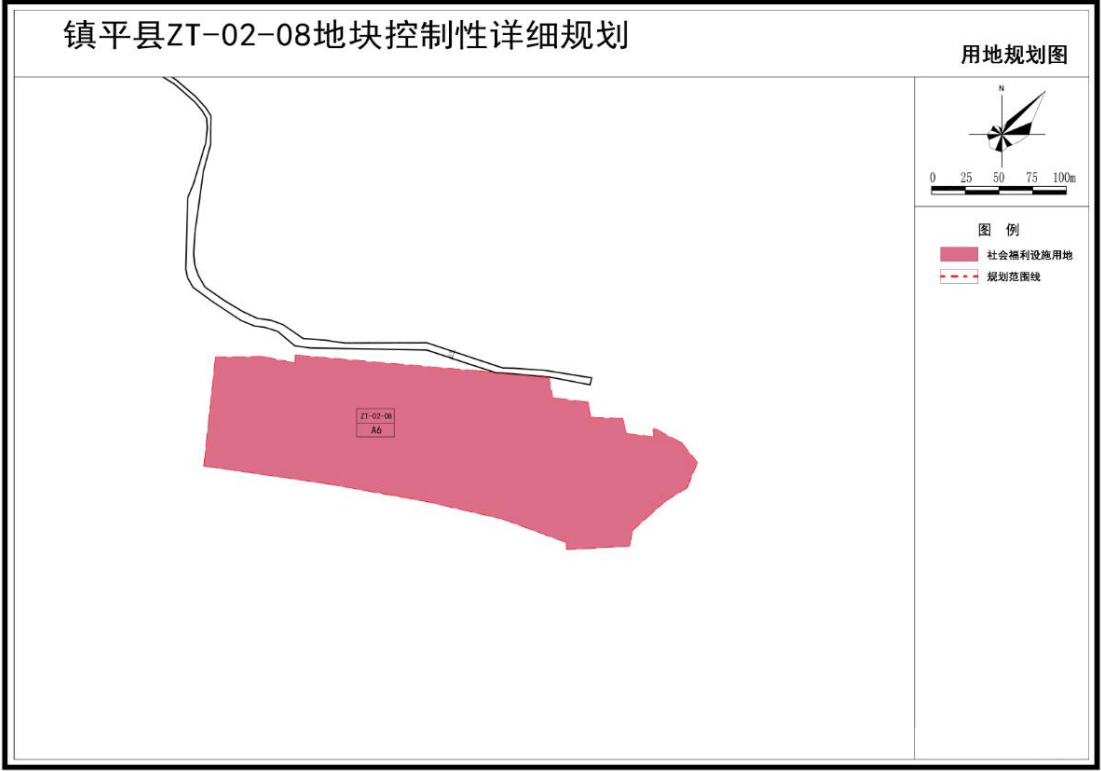 镇平县ZT-02-08地块控制性详细规划
用地规划图
N
0 25 50 75 100m
图 例
社会福利设施用地
规划范围线
ZT-02-08
A6